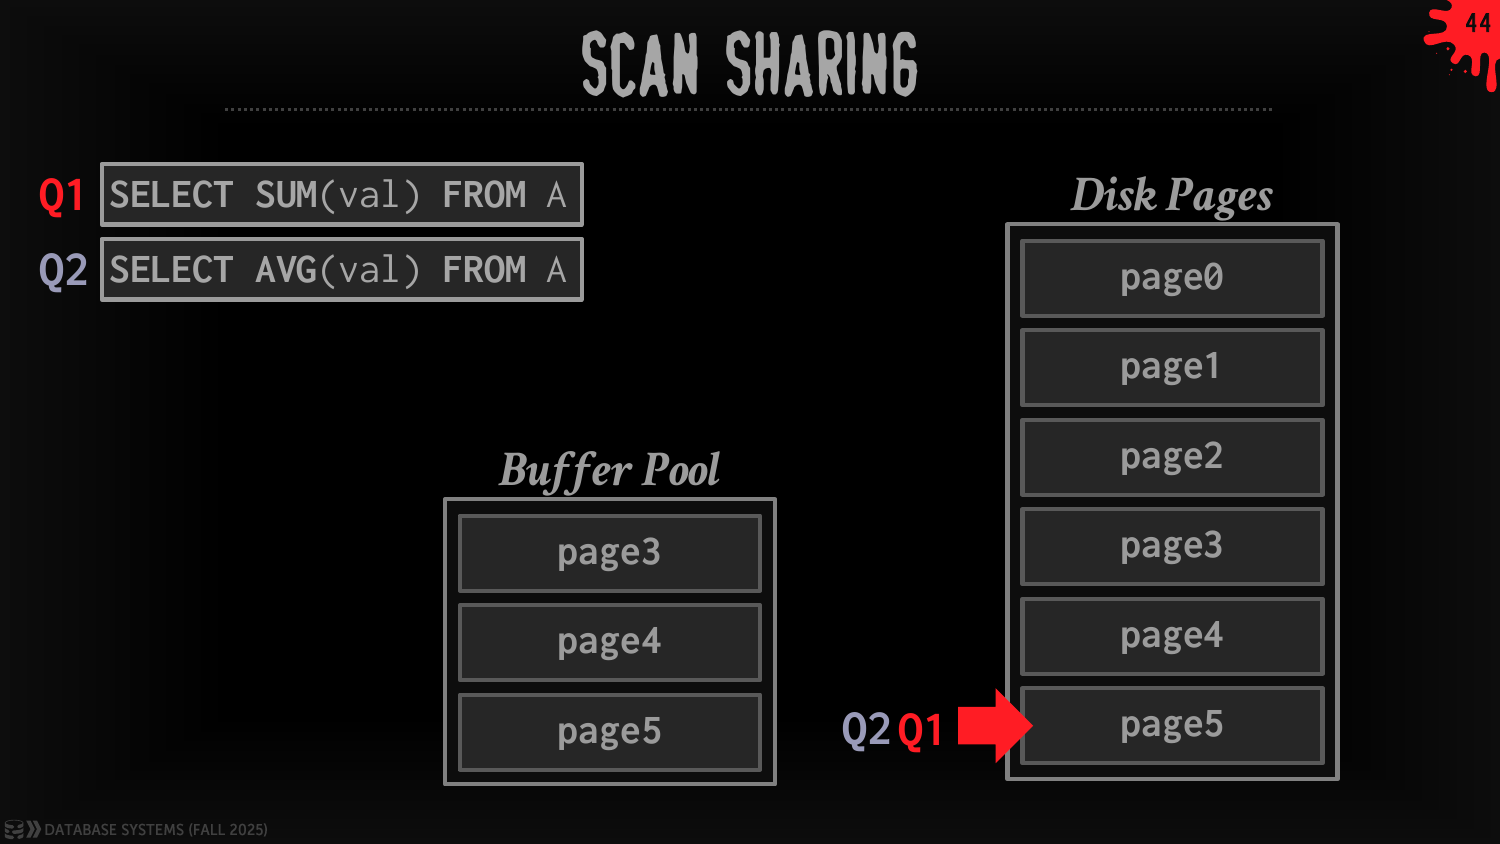 44
SCAN SHARING
Q1 SELECT SUM(val) FROM A
Q2 SELECT AVG(val) FROM A
Disk Pages
page0
page1
page2
page3
page4
page5
Buffer Pool
page3
page4
page5
Q2 Q1
DATABASE SYSTEMS (FALL 2025)